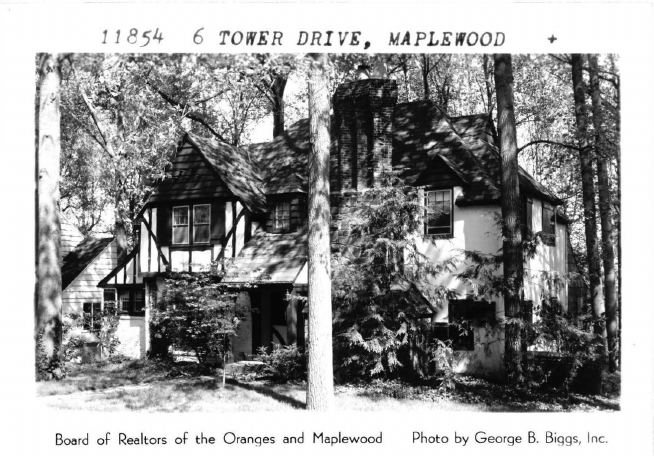 11854 6 TOWER DRIVE, MAPLEWOOD +
Board of Realtors of the Oranges and Maplewood Photo by George B. Biggs, Inc.